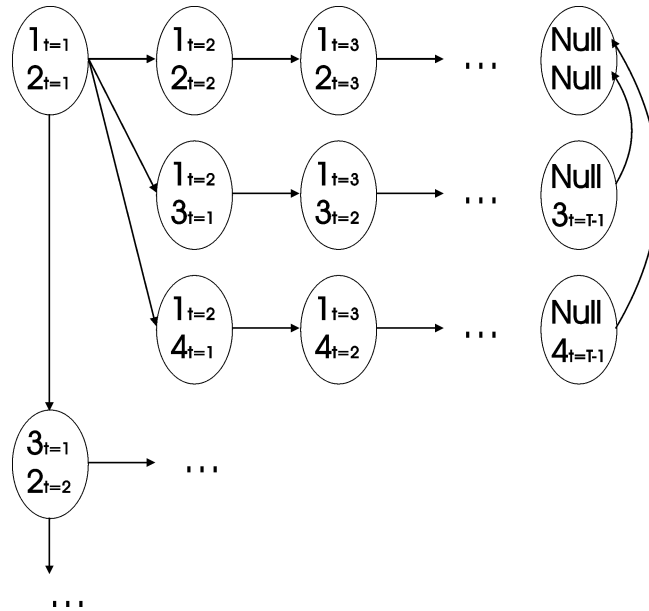 1t=1
2t=1
1t=2
2t=2
1t=3
2t=3
...
Null
Null
1t=2
3t=1
1t=3
3t=2
...
Null
3t=T-1
1t=2
4t=1
1t=3
4t=2
...
Null
4t=T-1
3t=1
2t=2
...
...